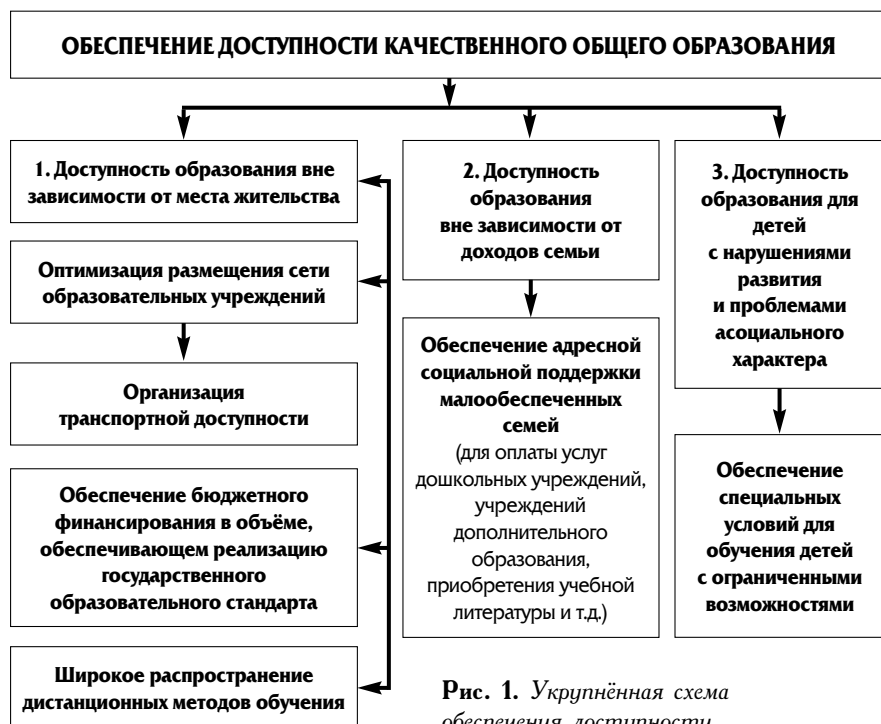 ОБЕСПЕЧЕНИЕ ДОСТУПНОСТИ КАЧЕСТВЕННОГО ОБЩЕГО ОБРАЗОВАНИЯ
1. Доступность образования вне
зависимости от места жительства
Оптимизация размещения сети
образовательных учреждений
Организация
транспортной доступности
Обеспечение бюджетного
финансирования в объёме,
обеспечивающем реализацию
государственного
образовательного стандарта
Широкое распространение
дистанционных методов обучения
2. Доступность
образования
вне зависимости от
доходов семьи
Обеспечение адресной
социальной поддержки
малообеспеченных
семей
(для оплаты услуг
дошкольных учреждений,
учреждений
дополнительного
образования,
приобретения учебной
литературы и т.д.)
3. Доступность
образования для
детей
с нарушениями
развития
и проблемами
асоциального
характера
Обеспечение
специальных
условий для
обучения детей
с ограниченными
возможностями
Рис. 1. Укрупнённая схема
обеспечения доступности